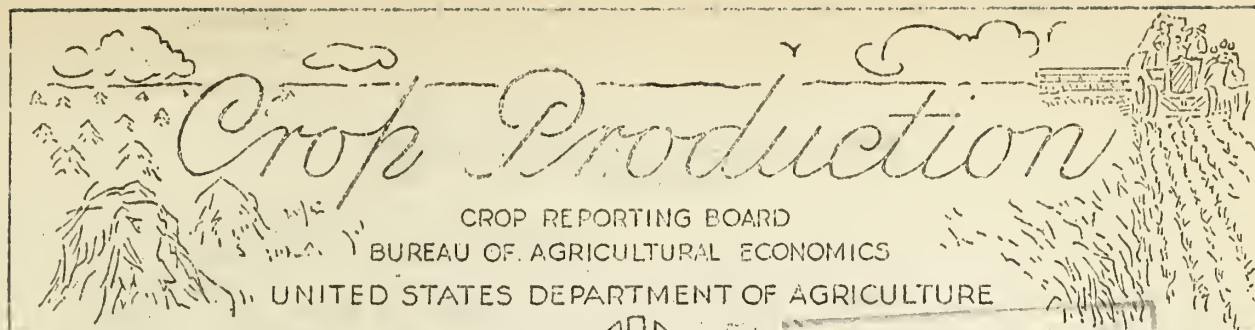 Crop Production
CROP REPORTING BOARD
BUREAU OF AGRICULTURAL ECONOMICS
UNITED STATES DEPARTMENT OF AGRICULTURE